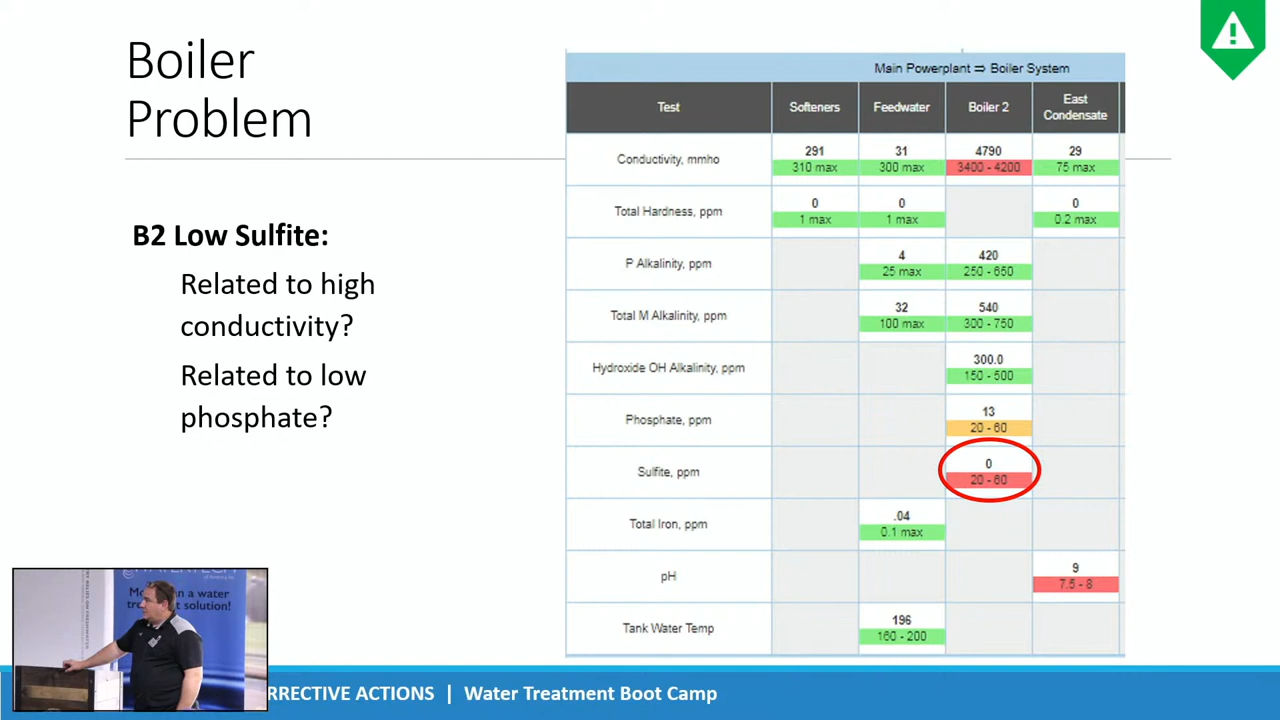 Boiler
Problem
B2 Low Sulfite:
Related to high
conductivity?
Related to low
phosphate?
Main Powerplant ⇒ Boiler System
Test Softeners Feedwater Boiler 2 East Condensate
Conductivity, mmho 291 31 4790 29
310 max 300 max 3400 - 4200 75 max
Total Hardness, ppm 0 0 0
1 max 1 max 0.2 max
P Alkalinity, ppm 4 420
25 max 250 - 650
Total M Alkalinity, ppm 32 540
100 max 300 - 750
Hydroxide OH Alkalinity, ppm 300.0
150 - 500
Phosphate, ppm 13
20 - 60
Sulfite, ppm 0
20 - 60
Total Iron, ppm .04
0.1 max
pH 9
7.5 - 8
Tank Water Temp 196
160 - 200
WATERTECH
of America, Inc.
RRECTIVE ACTIONS | Water Treatment Boot Camp